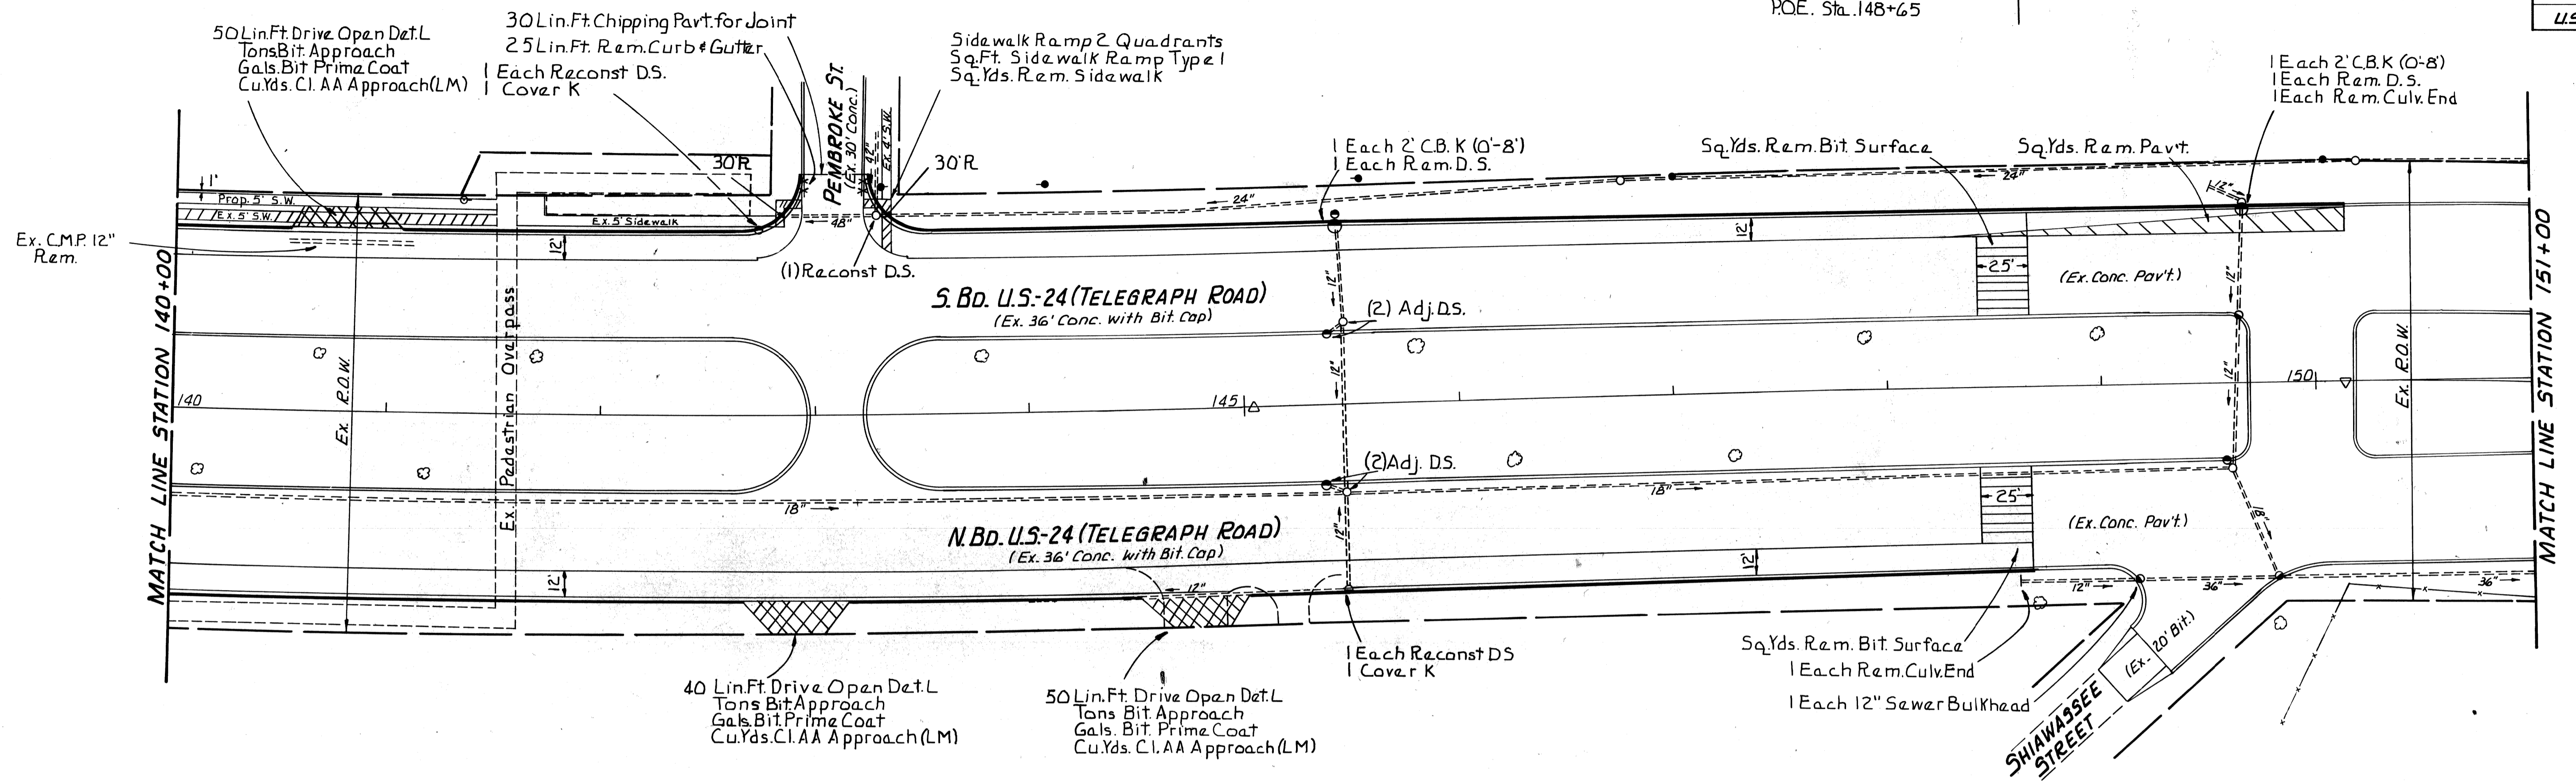 P.O.E. Sta. 148+65
U.S
50 Lin.Ft. Drive Open Det. L
Tons Bit. Approach
Gals. Bit Prime Coat
Cu.Yds. Cl. AA Approach (LM)
30 Lin.Ft. Chipping Pav't. for Joint
25 Lin.Ft. Rem. Curb & Gutter
1 Each Reconst D.S.
1 Cover K
PEMBROKE ST.
(Ex. 30' Conc.)
42"
Ex. 4' S.W.
Sidewalk Ramp 2 Quadrants
Sq.Ft. Sidewalk Ramp Type 1
Sq.Yds. Rem. Sidewalk
1 Each 2' C.B. K (0'-8')
1 Each Rem. D.S.
Sq.Yds. Rem. Bit. Surface
Sq.Yds. Rem. Pav't.
1 Each 2' C.B. K (0'-8')
1 Each Rem. D.S.
1 Each Rem. Culv. End
30'R
30'R
1'
Prop. 5' S.W.
Ex. 5' S.W.
Ex. 5' Sidewalk
48"
24"
24"
12"
Ex. C.M.P. 12"
Rem.
12'
12'
(1) Reconst D.S.
MATCH LINE STATION 140+00
S. BD. U.S.-24 (TELEGRAPH ROAD)
(Ex. 36' Conc. with Bit. Cap)
12"
(2) Adj. D.S.
25'
(Ex. Conc. Pav't.)
12"
MATCH LINE STATION 151+00
Ex. R.O.W.
Ex. Pedestrian Overpass
12"
12"
Ex. R.O.W.
140
145
150
(2) Adj. D.S.
18"
18"
25'
(Ex. Conc. Pav't.)
18"
N. BD. U.S.-24 (TELEGRAPH ROAD)
(Ex. 36' Conc. with Bit. Cap)
12"
12'
12'
12"
12"
36"
36"
40 Lin.Ft. Drive Open Det. L
Tons Bit. Approach
Gals. Bit. Prime Coat
Cu.Yds. Cl. AA Approach (LM)
50 Lin.Ft. Drive Open Det. L
Tons Bit. Approach
Gals. Bit. Prime Coat
Cu.Yds. Cl. AA Approach (LM)
1 Each Reconst DS
1 Cover K
Sq.Yds. Rem. Bit. Surface
1 Each Rem. Culv. End
1 Each 12" Sewer Bulkhead
(Ex. 20' Bit.)
SHIAWASSEE
STREET